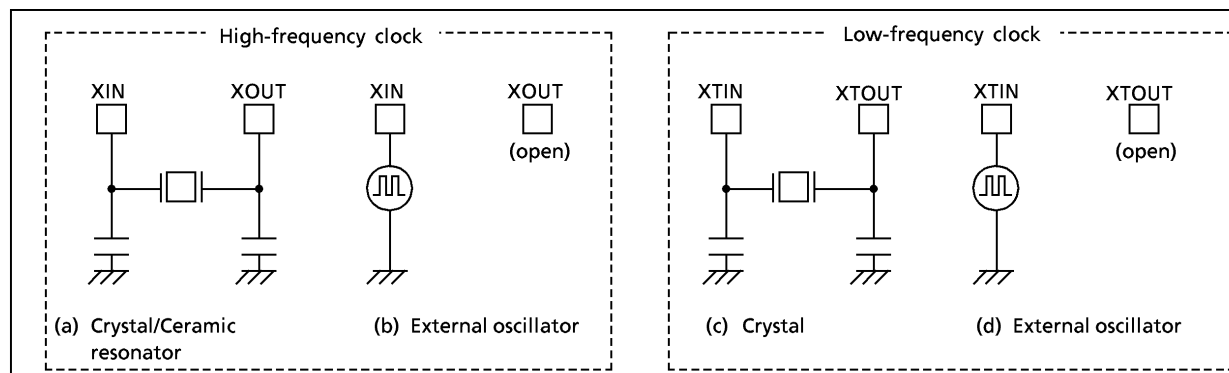 High-frequency clock
XIN
XOUT
XIN
XOUT
(open)
(a) Crystal/Ceramic
resonator
(b) External oscillator
Low-frequency clock
XTIN
XTOUT
XTIN
XTOUT
(open)
(c) Crystal
(d) External oscillator